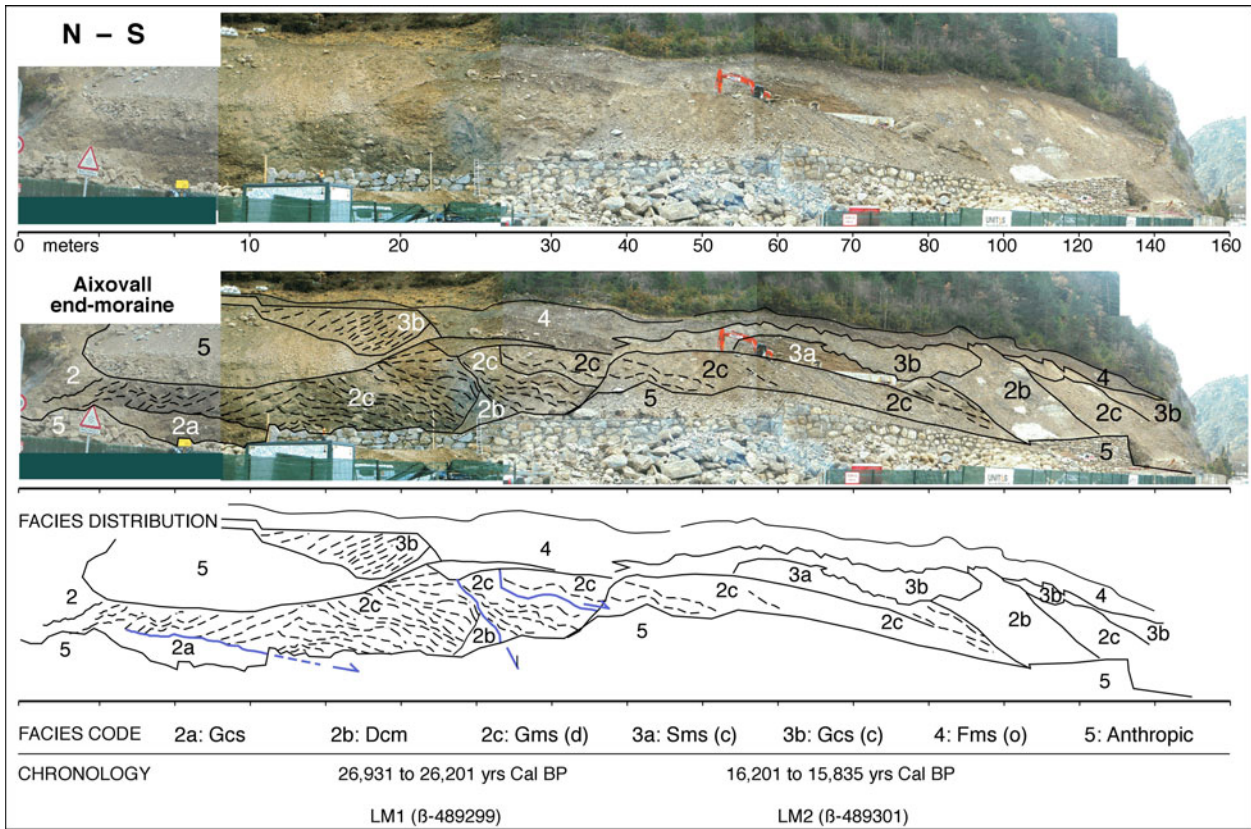 N – S
UNITAS
0 meters 10 20 30 40 50 60 70 80 100 120 140 160
Aixovall
end-moraine
3b 4
5 2c 2c 3a 3b
2 2c 2c 2b 4
5 2a 2b 5 2c 2c 3b
5
FACIES DISTRIBUTION
3b 4
5 2c 2c 3a 3b 3b 4
2 2c 2c 2c 2b 2c 3b
5 2a 2b 5
5
FACIES CODE 2a: Gcs 2b: Dcm 2c: Gms (d) 3a: Sms (c) 3b: Gcs (c) 4: Fms (o) 5: Anthropic
CHRONOLOGY 26,931 to 26,201 yrs Cal BP 16,201 to 15,835 yrs Cal BP
LM1 (ß-489299) LM2 (ß-489301)